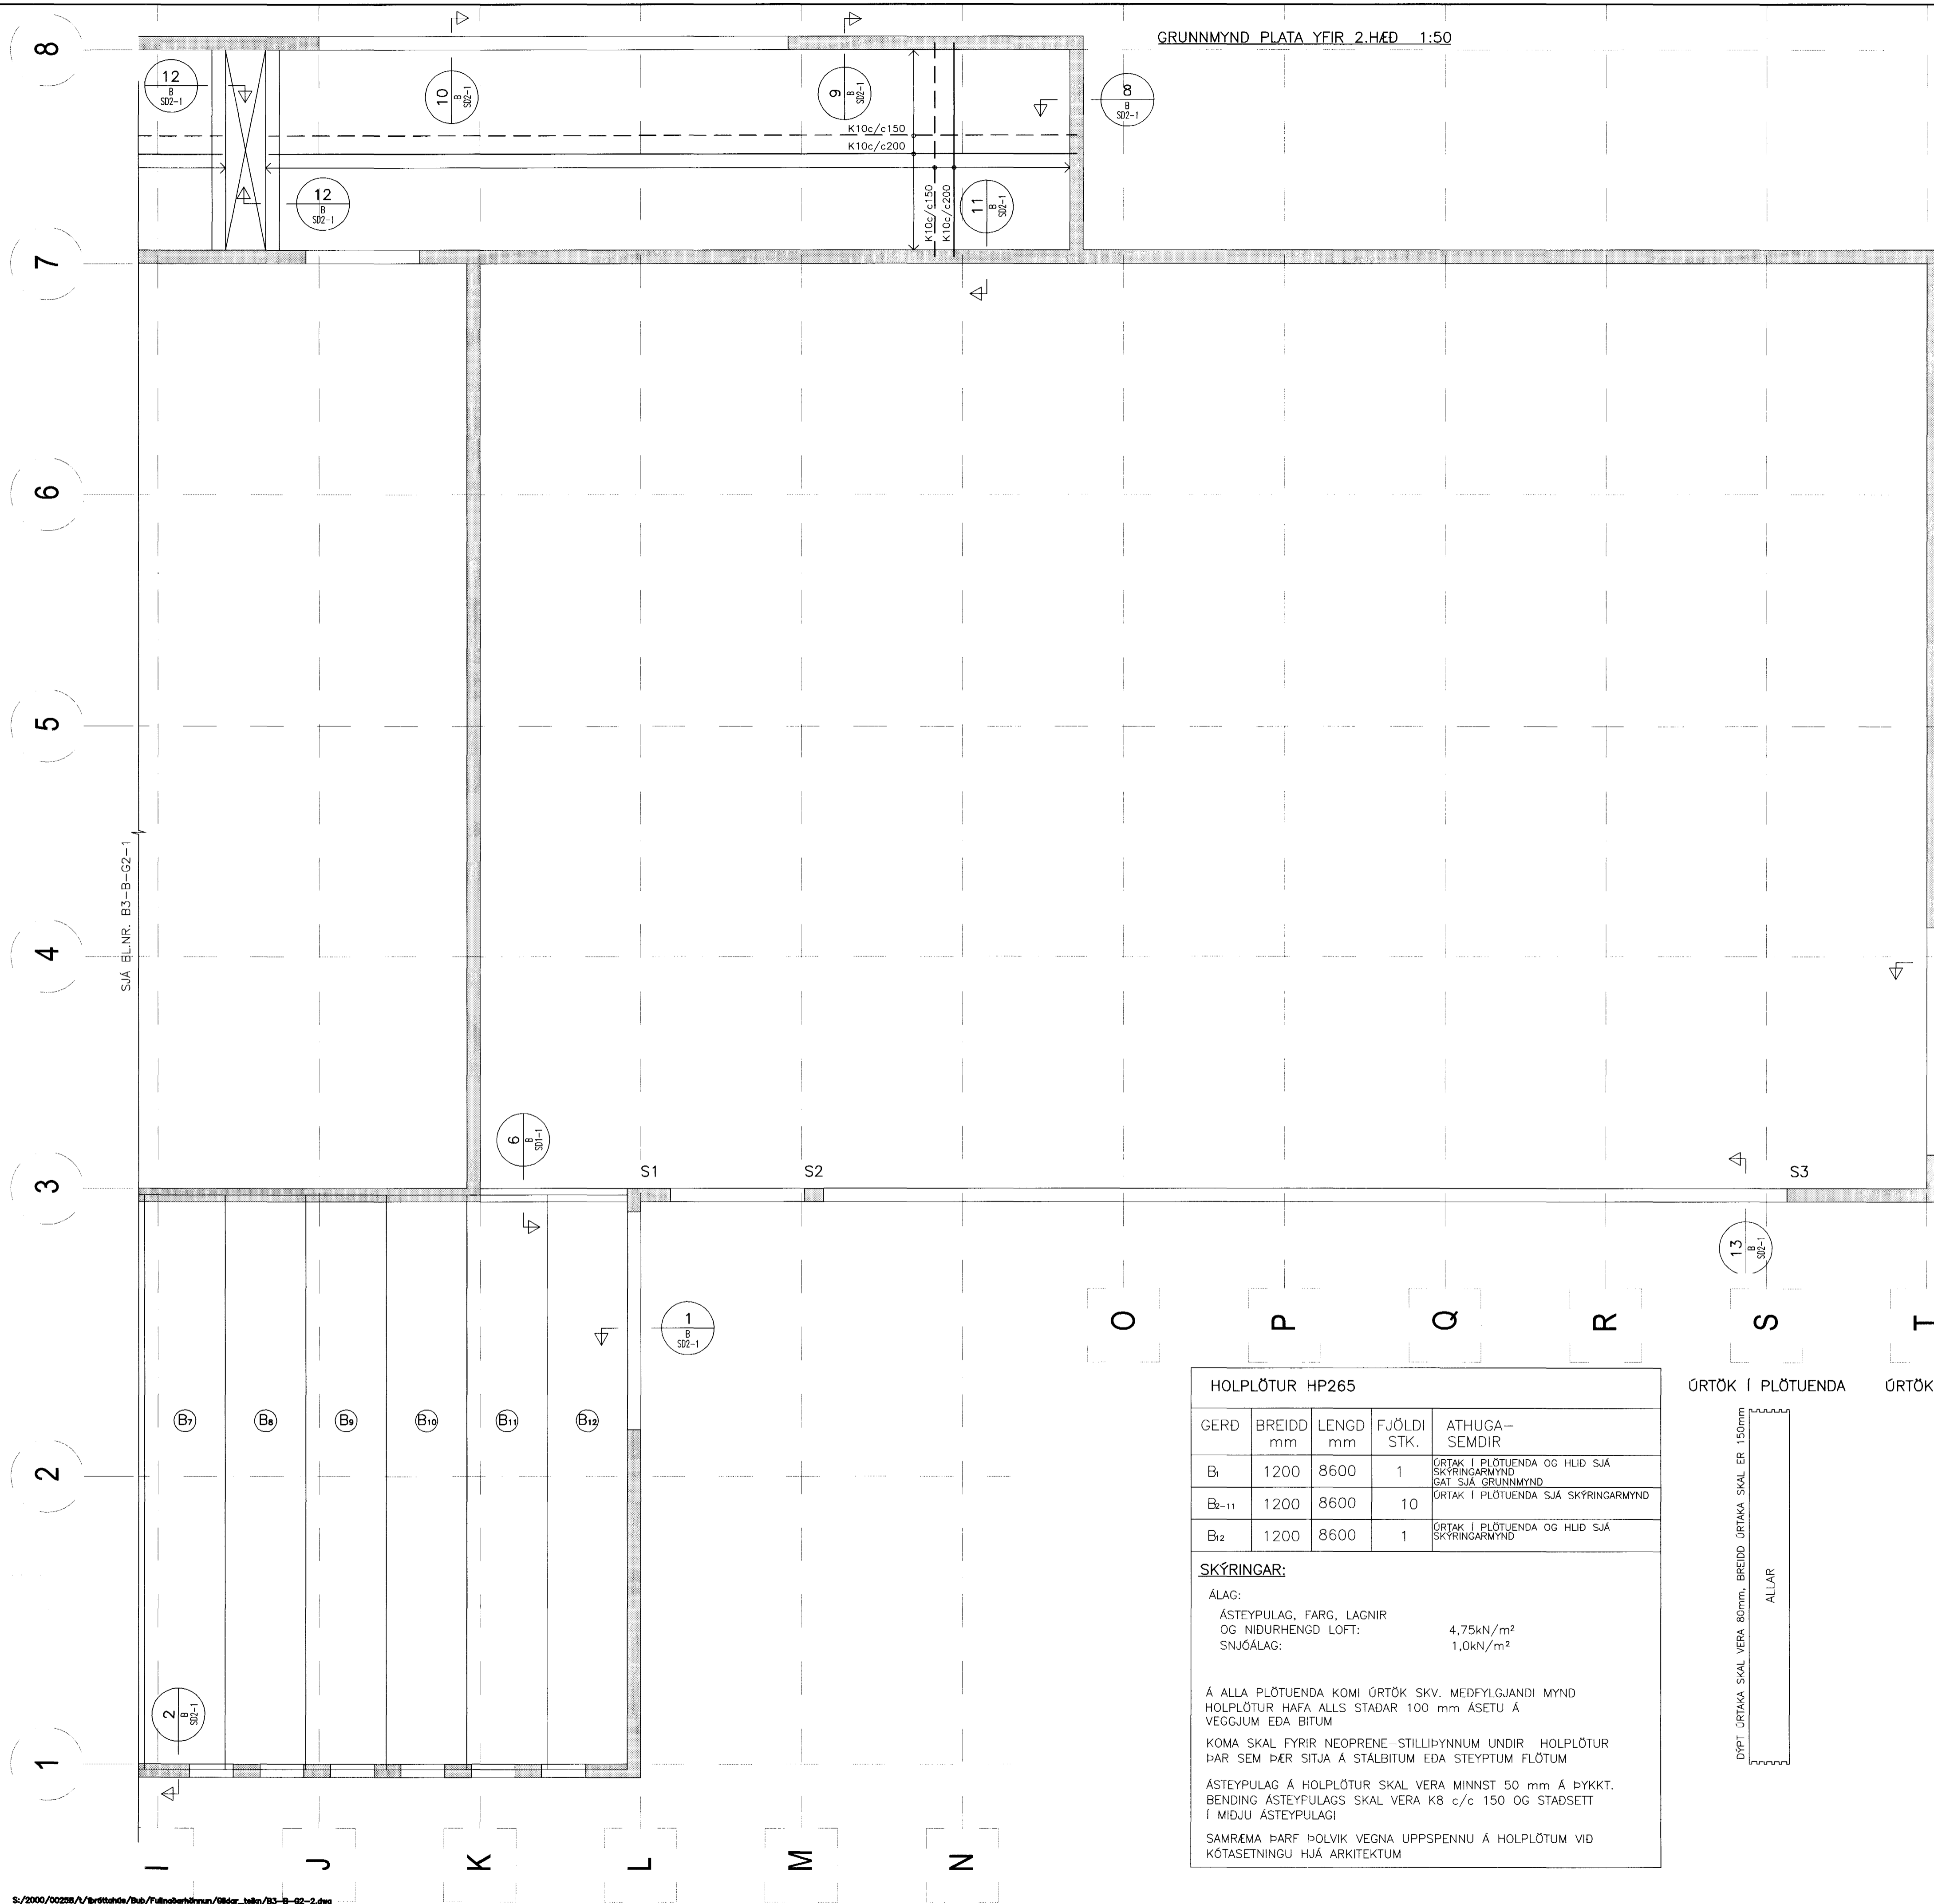 GRUNNMYND PLATA YFIR 2.HÆÐ 1:50
8
12
B
SD2-1
10
B
SD2-1
9
B
SD2-1
8
B
SD2-1
K10c/c150
K10c/c200
12
B
SD2-1
K10c/c150
K10c/c200
11
B
SD2-1
7
6
5
SJÁ BL.NR. B3-B-G2-1
4
6
B
SD1-1
3
S1
S2
S3
13
B
SD2-1
1
B
SD2-1
O
P
Q
R
S
T
B7
B8
B9
B10
B11
B12
2
2
B
SD2-1
1
I
J
K
L
M
N
HOLPLÖTUR HP265
GERÐ BREIDD LENGD FJÖLDI ATHUGA-
mm mm STK. SEMDIR
B1 1200 8600 1 ÚRTAK Í PLÖTUENDA OG HLIÐ SJÁ
SKÝRINGARMYND
GAT SJÁ GRUNNMYND
B2-11 1200 8600 10 ÚRTAK Í PLÖTUENDA SJÁ SKÝRINGARMYND
B12 1200 8600 1 ÚRTAK Í PLÖTUENDA OG HLIÐ SJÁ
SKÝRINGARMYND
SKÝRINGAR:
ÁLAG:
ÁSTEYPULAG, FARG, LAGNIR
OG NIÐURHENGD LOFT: 4,75kN/m²
SNJÓÁLAG: 1,0kN/m²
Á ALLA PLÖTUENDA KOMI ÚRTÖK SKV. MEÐFYLGJANDI MYND
HOLPLÖTUR HAFA ALLS STAÐAR 100 mm ÁSETU Á
VEGGJUM EÐA BITUM
KOMA SKAL FYRIR NEOPRENE-STILLIÞYNNUM UNDIR HOLPLÖTUR
ÞAR SEM ÞÆR SITJA Á STÁLBITUM EÐA STEYPTUM FLÖTUM
ÁSTEYPULAG Á HOLPLÖTUR SKAL VERA MINNST 50 mm Á ÞYKKT.
BENDING ÁSTEYPULAGS SKAL VERA K8 c/c 150 OG STAÐSETT
Í MIÐJU ÁSTEYPULAGI
SAMRÆMA ÞARF ÞOLVIK VEGNA UPPSPENNU Á HOLPLÖTUM VIÐ
KÓTASETNINGU HJÁ ARKITEKTUM
ÚRTÖK Í PLÖTUENDA
ÚRTÖK
DÝPT ÚRTAKA SKAL VERA 80mm, BREIDD ÚRTAKA SKAL ER 150mm
ALLAR